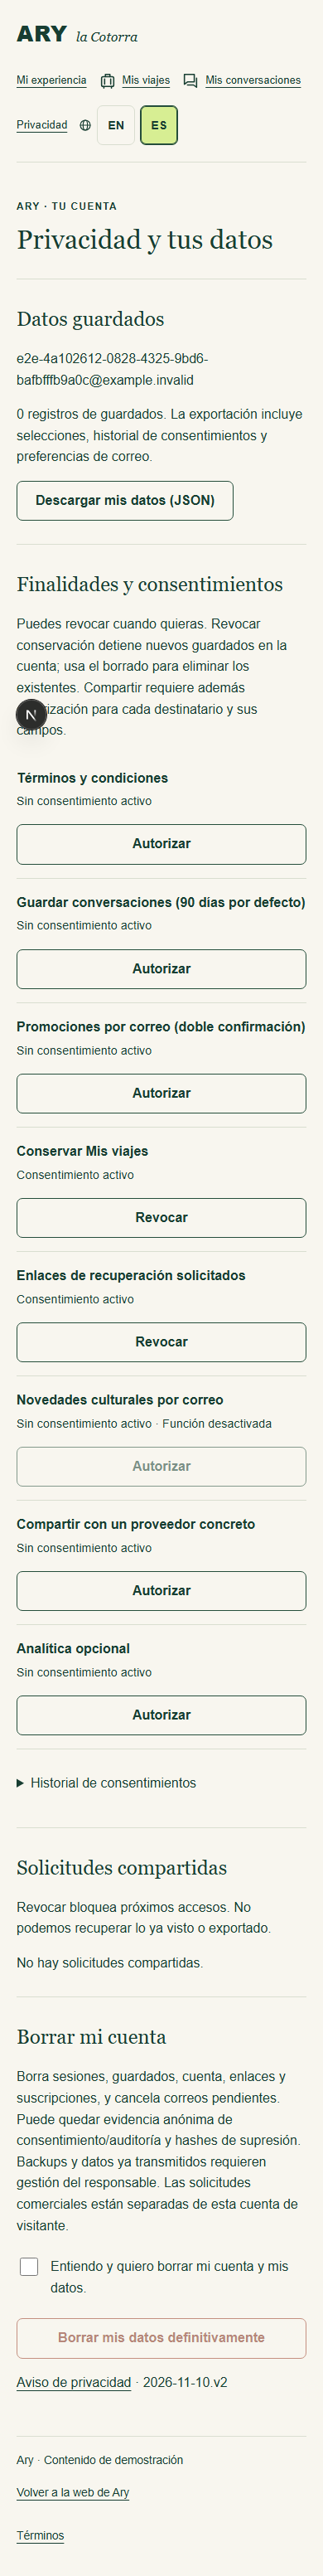 ARY la Cotorra
Mi experiencia Mis viajes Mis conversaciones
Privacidad EN ES
ARY · TU CUENTA
Privacidad y tus datos
Datos guardados
e2e-4a102612-0828-4325-9bd6-
bafbfffb9a0c@example.invalid
0 registros de guardados. La exportación incluye
selecciones, historial de consentimientos y
preferencias de correo.
Descargar mis datos (JSON)
Finalidades y consentimientos
Puedes revocar cuando quieras. Revocar
conservación detiene nuevos guardados en la
cuenta; usa el borrado para eliminar los
existentes. Compartir requiere además
N
para cada destinatario y sus
campos.
Términos y condiciones
Sin consentimiento activo
Autorizar
Guardar conversaciones (90 días por defecto)
Sin consentimiento activo
Autorizar
Promociones por correo (doble confirmación)
Sin consentimiento activo
Autorizar
Conservar Mis viajes
Consentimiento activo
Revocar
Enlaces de recuperación solicitados
Consentimiento activo
Revocar
Novedades culturales por correo
Sin consentimiento activo · Función desactivada
Autorizar
Compartir con un proveedor concreto
Sin consentimiento activo
Autorizar
Analítica opcional
Sin consentimiento activo
Autorizar
Historial de consentimientos
Solicitudes compartidas
Revocar bloquea próximos accesos. No
podemos recuperar lo ya visto o exportado.
No hay solicitudes compartidas.
Borrar mi cuenta
Borra sesiones, guardados, cuenta, enlaces y
suscripciones, y cancela correos pendientes.
Puede quedar evidencia anónima de
consentimiento/auditoría y hashes de supresión.
Backups y datos ya transmitidos requieren
gestión del responsable. Las solicitudes
comerciales están separadas de esta cuenta de
visitante.
Entiendo y quiero borrar mi cuenta y mis
datos.
Borrar mis datos definitivamente
Aviso de privacidad · 2026-11-10.v2
Ary · Contenido de demostración
Volver a la web de Ary
Términos